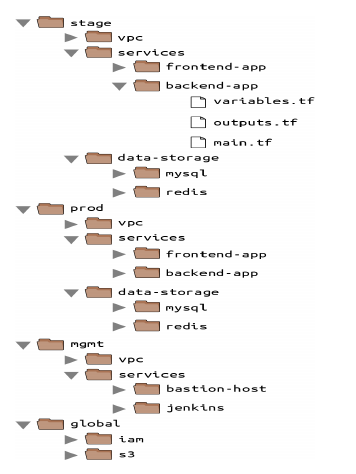 stage
vpc
services
frontend-app
backend-app
variables.tf
outputs.tf
main.tf
data-storage
mysql
redis
prod
vpc
services
frontend-app
backend-app
data-storage
mysql
redis
mgmt
vpc
services
bastion-host
jenkins
global
iam
s3